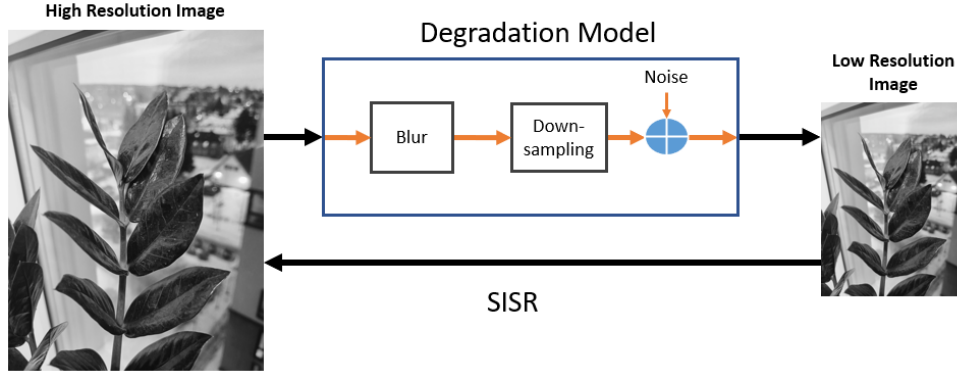 High Resolution Image
Degradation Model
Low Resolution
Image
Noise
Blur
Down-
sampling
SISR